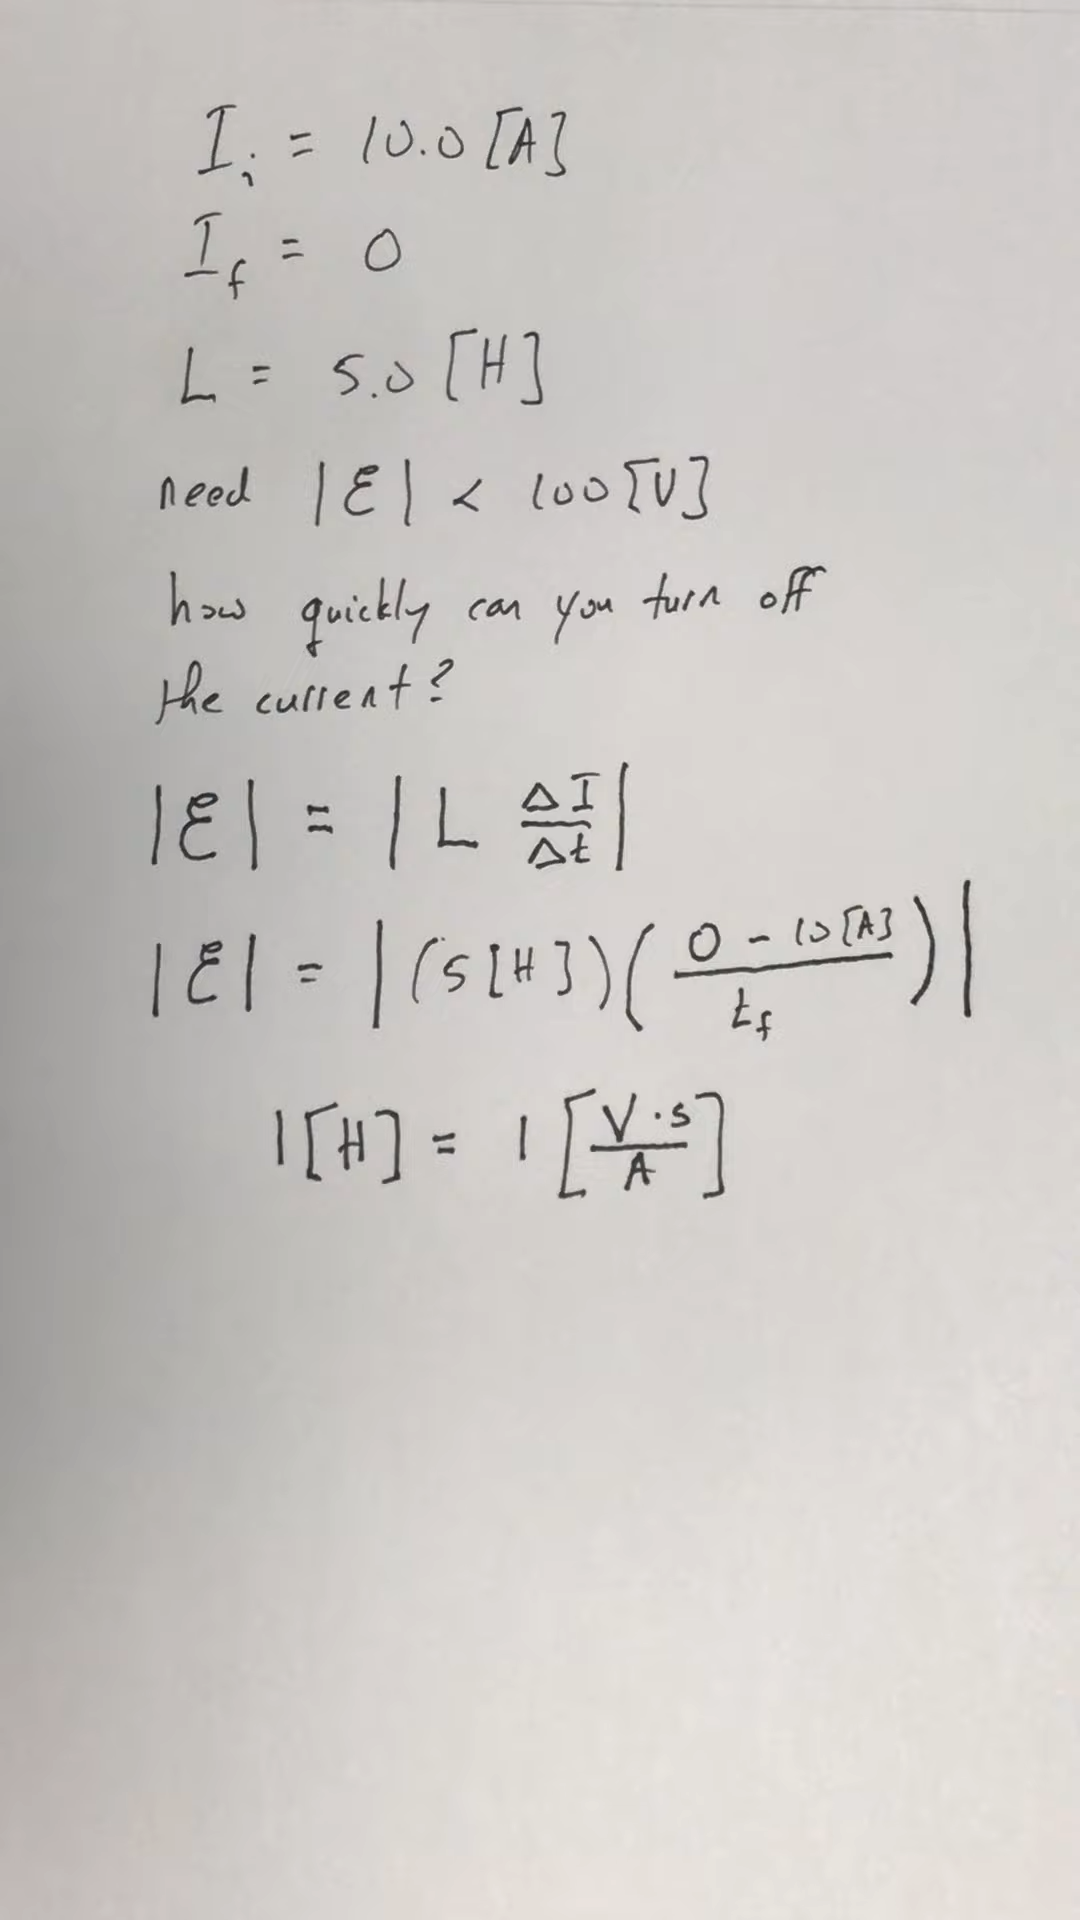 I_i = 10.0 [A]
I_f = 0
L = 5.0 [H]
need |ℰ| < 100 [V]
how quickly can you turn off
the current?
|ℰ| = |L ΔI/Δt|
|ℰ| = |(5 [H])(0 - 10 [A]/t_f)|
1 [H] = 1 [V·s/A]